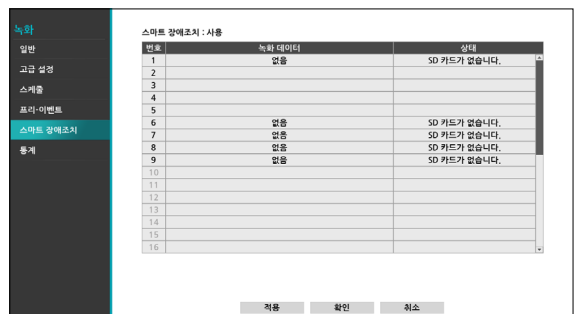 녹화
일반
고급 설정
스케줄
프리-이벤트
스마트 장애조치
통계
스마트 장애조치 : 사용
번호 녹화 데이터 상태
1 없음 SD 카드가 없습니다.
2
3
4
5
6 없음 SD 카드가 없습니다.
7 없음 SD 카드가 없습니다.
8 없음 SD 카드가 없습니다.
9 없음 SD 카드가 없습니다.
10
11
12
13
14
15
16
적용 확인 취소